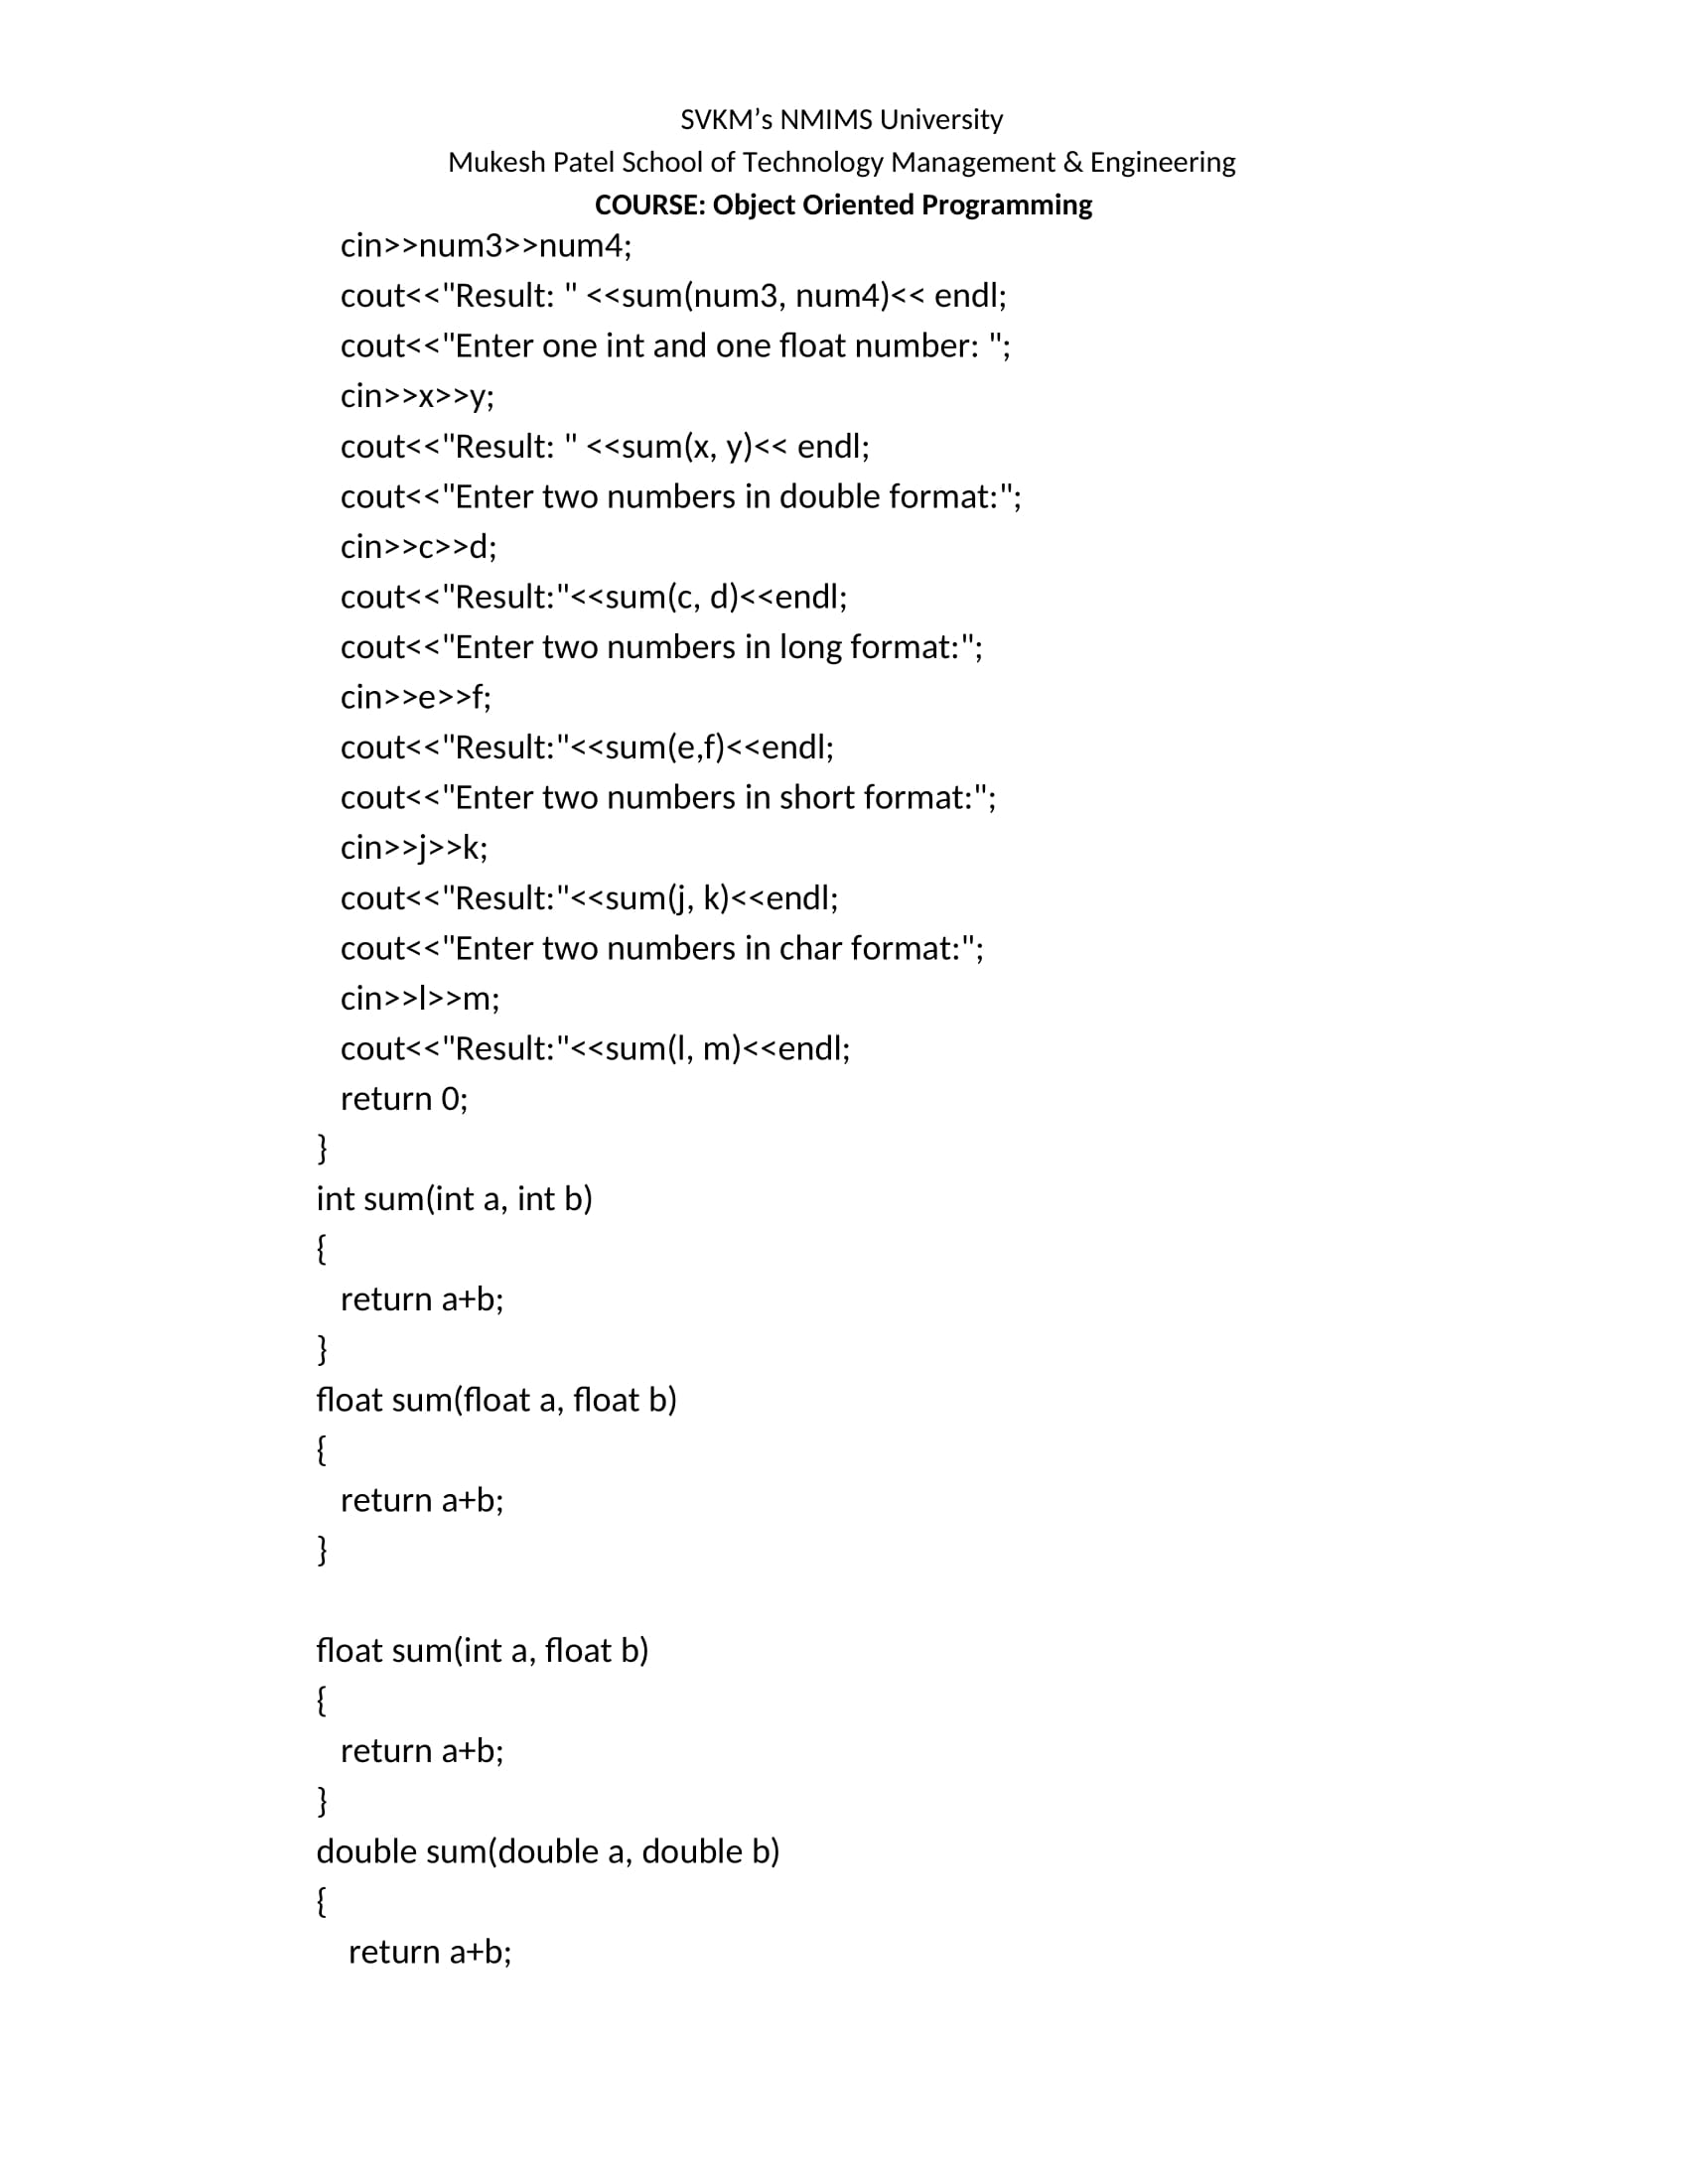 SVKM’s NMIMS University
Mukesh Patel School of Technology Management & Engineering
COURSE: Object Oriented Programming
cin>>num3>>num4;
cout<<"Result: " <<sum(num3, num4)<< endl;
cout<<"Enter one int and one float number: ";
cin>>x>>y;
cout<<"Result: " <<sum(x, y)<< endl;
cout<<"Enter two numbers in double format:";
cin>>c>>d;
cout<<"Result:"<<sum(c, d)<<endl;
cout<<"Enter two numbers in long format:";
cin>>e>>f;
cout<<"Result:"<<sum(e,f)<<endl;
cout<<"Enter two numbers in short format:";
cin>>j>>k;
cout<<"Result:"<<sum(j, k)<<endl;
cout<<"Enter two numbers in char format:";
cin>>l>>m;
cout<<"Result:"<<sum(l, m)<<endl;
return 0;
}
int sum(int a, int b)
{
return a+b;
}
float sum(float a, float b)
{
return a+b;
}
float sum(int a, float b)
{
return a+b;
}
double sum(double a, double b)
{
return a+b;